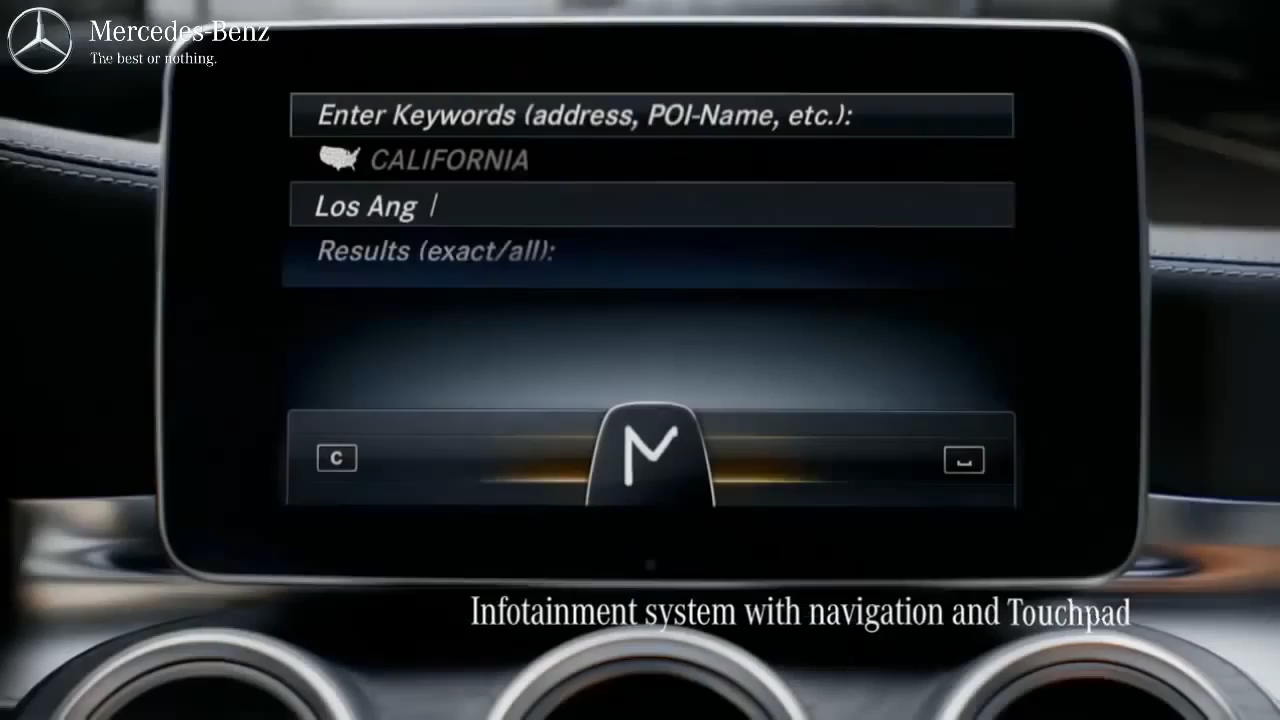 Mercedes-Benz
The best or nothing.
Enter Keywords (address, POI-Name, etc.):
CALIFORNIA
Los Ang
Results (exact/all):
C
Infotainment system with navigation and Touchpad